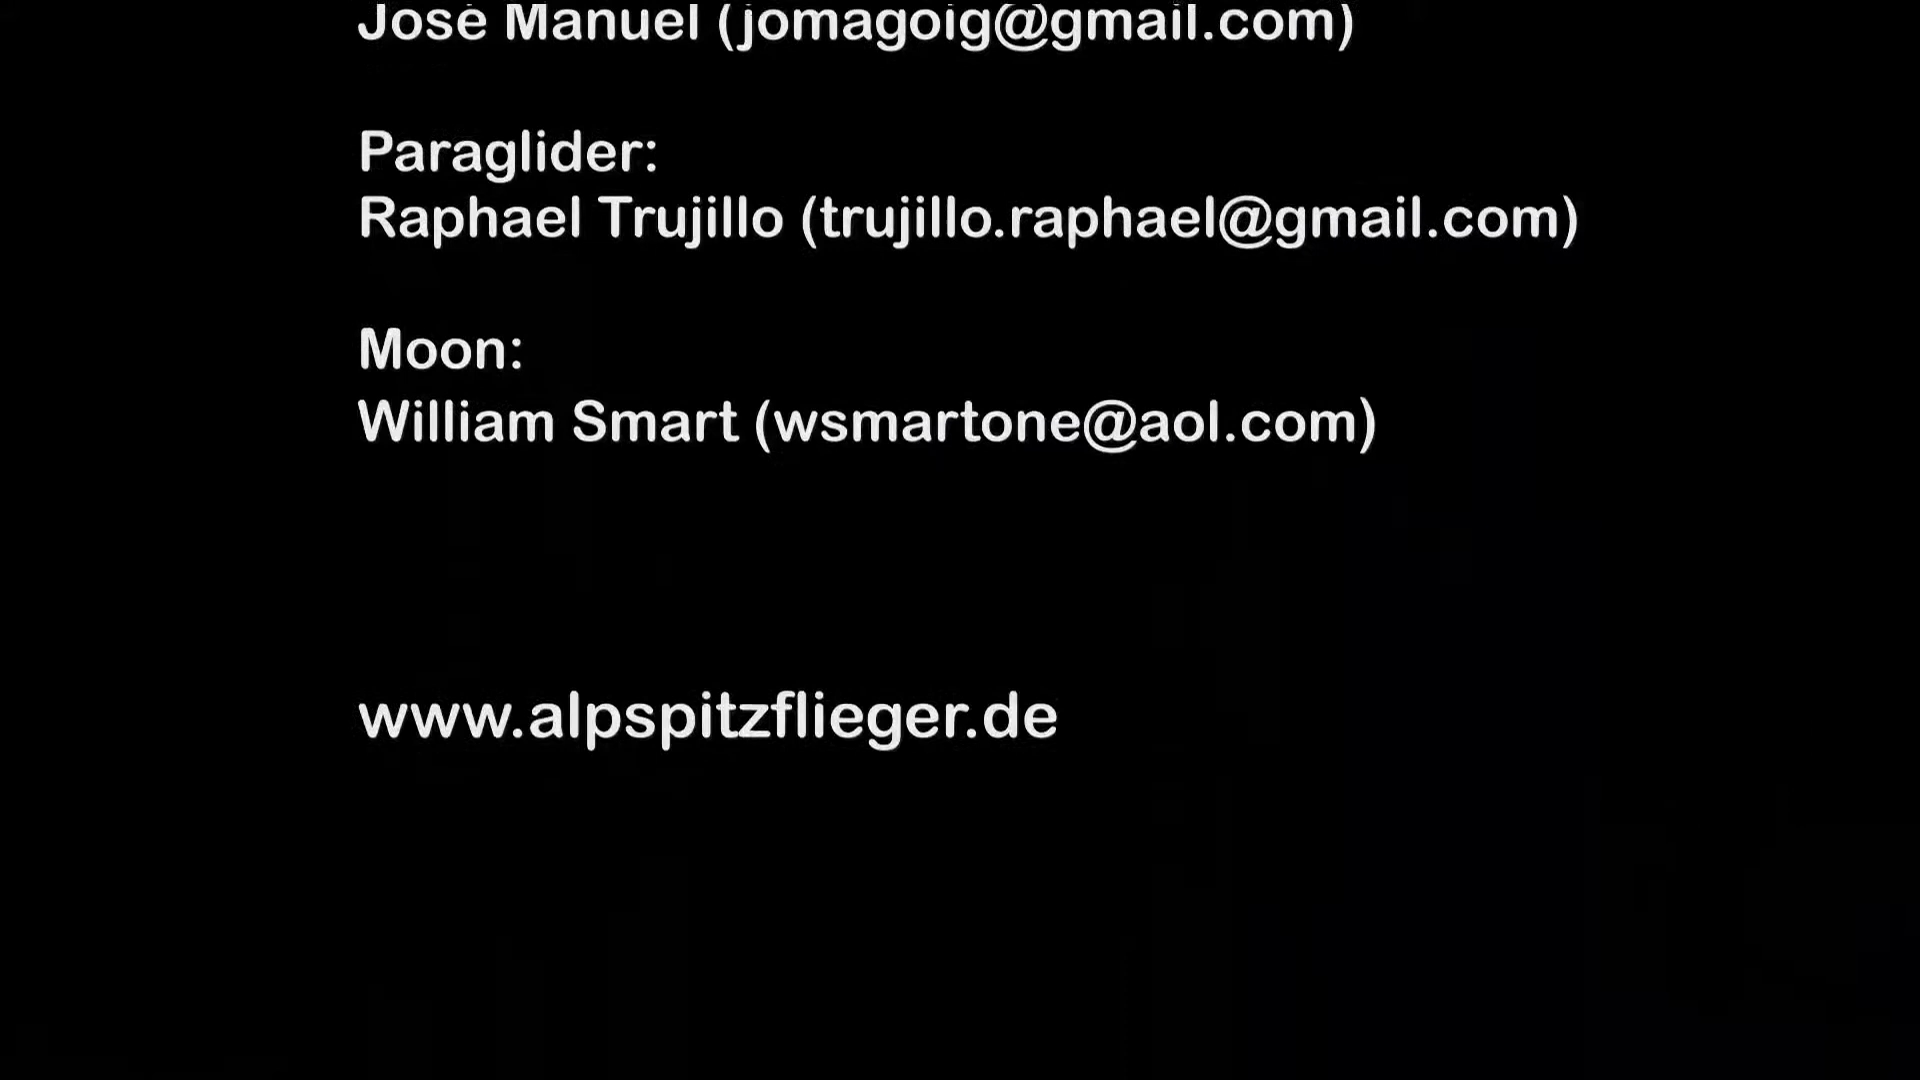 José Manuel (jomagoig@gmail.com)
Paraglider:
Raphael Trujillo (trujillo.raphael@gmail.com)
Moon:
William Smart (wsmartone@aol.com)
www.alpspitzflieger.de